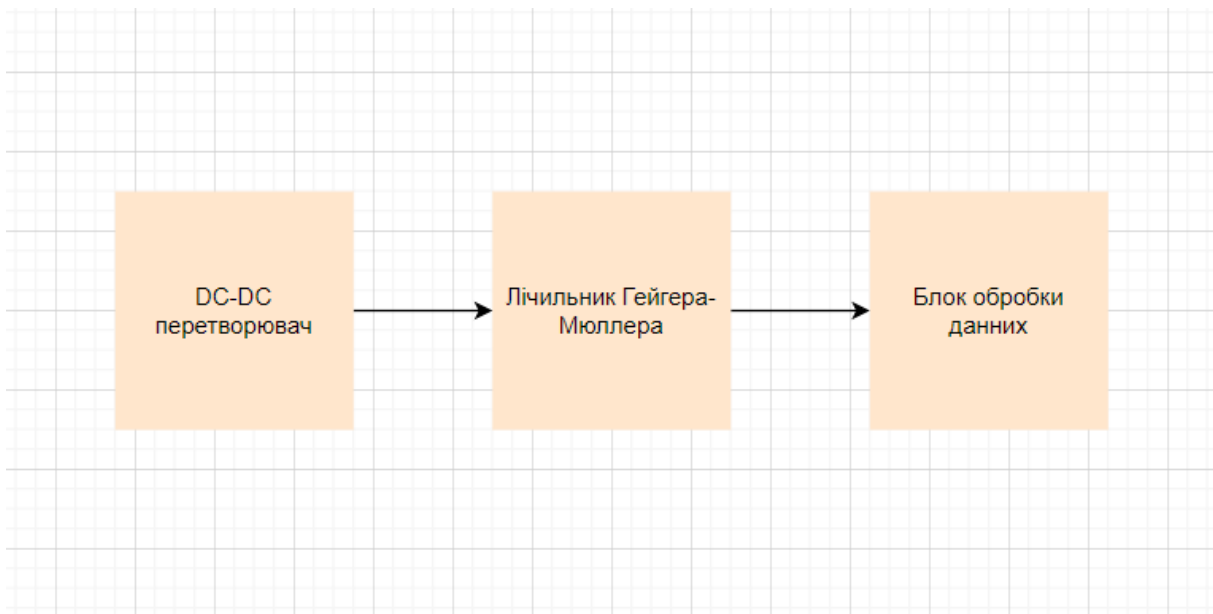 DC-DC
перетворювач
Лічильник Гейгера-
Мюллера
Блок обробки
данних